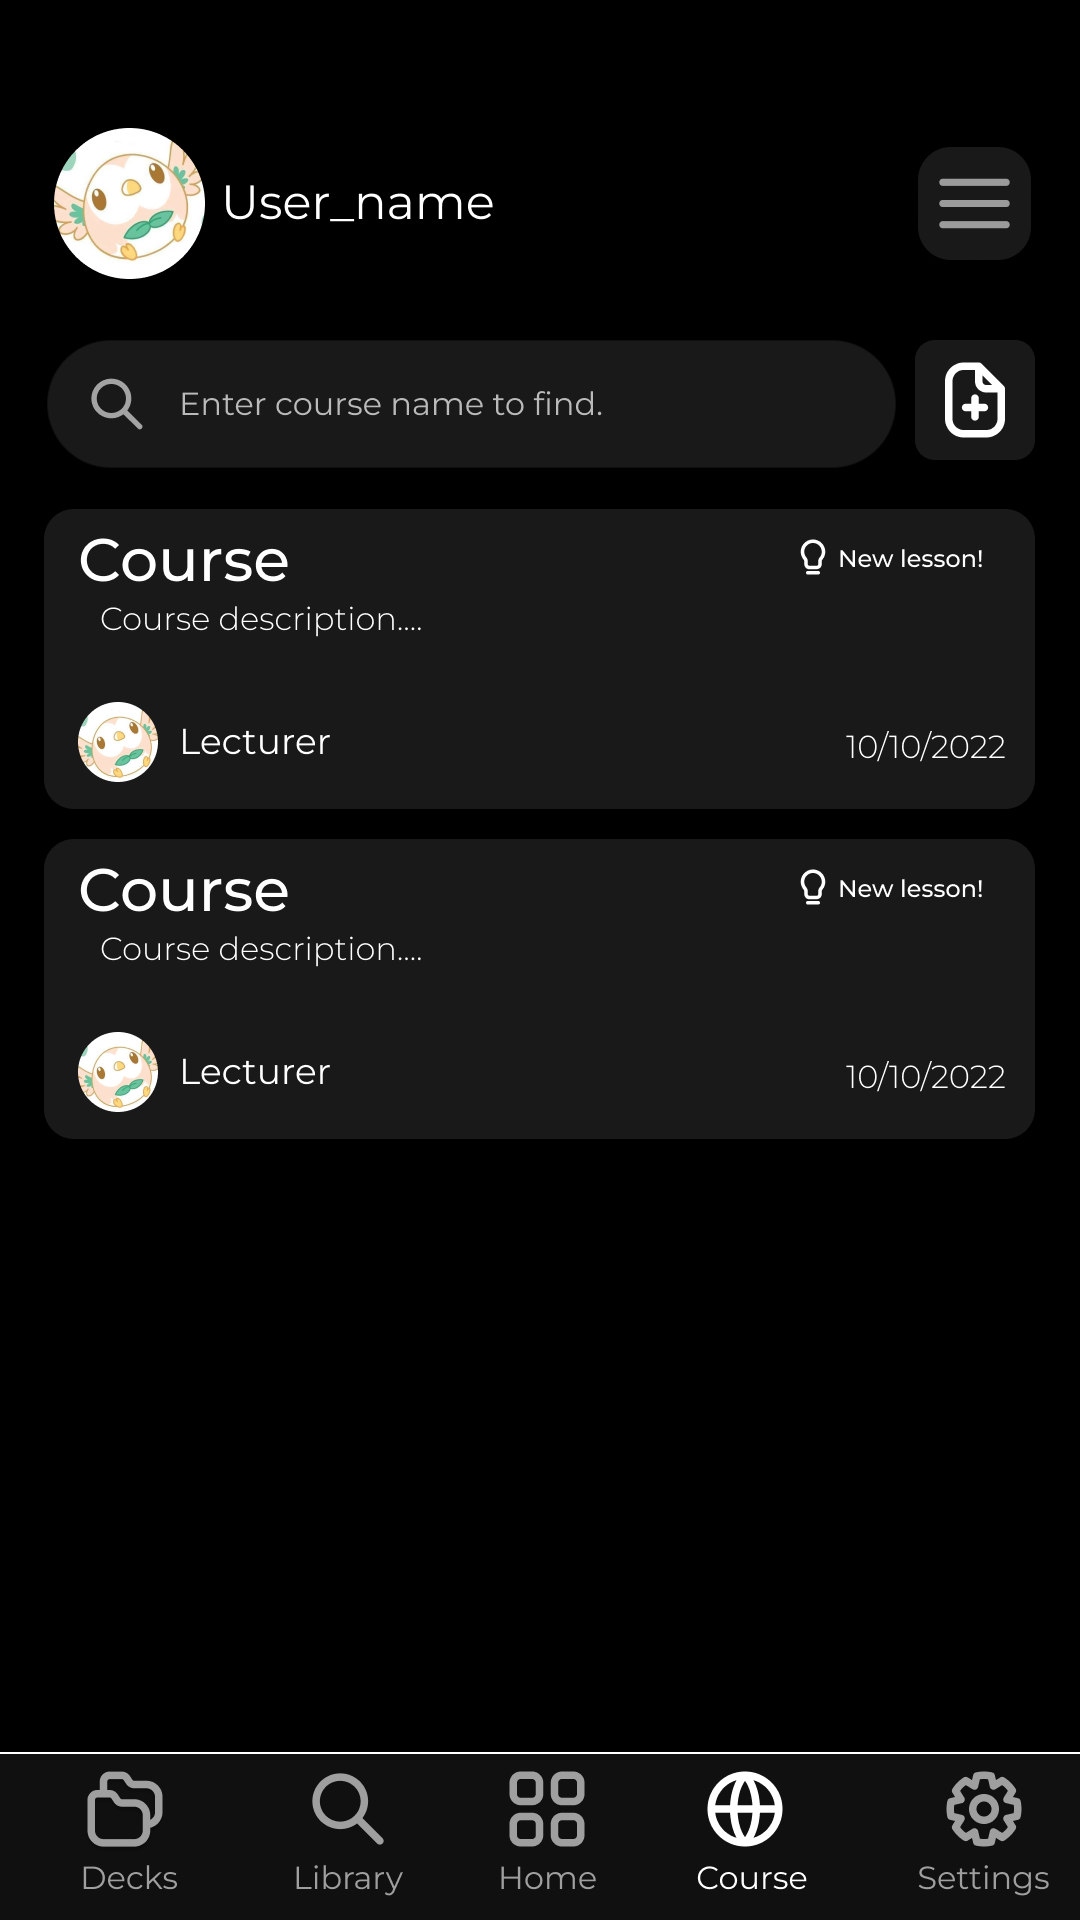 User_name
Enter course name to find.
Course
New lesson!
Course description....
Lecturer
10/10/2022
Course
New lesson!
Course description....
Lecturer
10/10/2022
Decks
Library
Home
Course
Settings